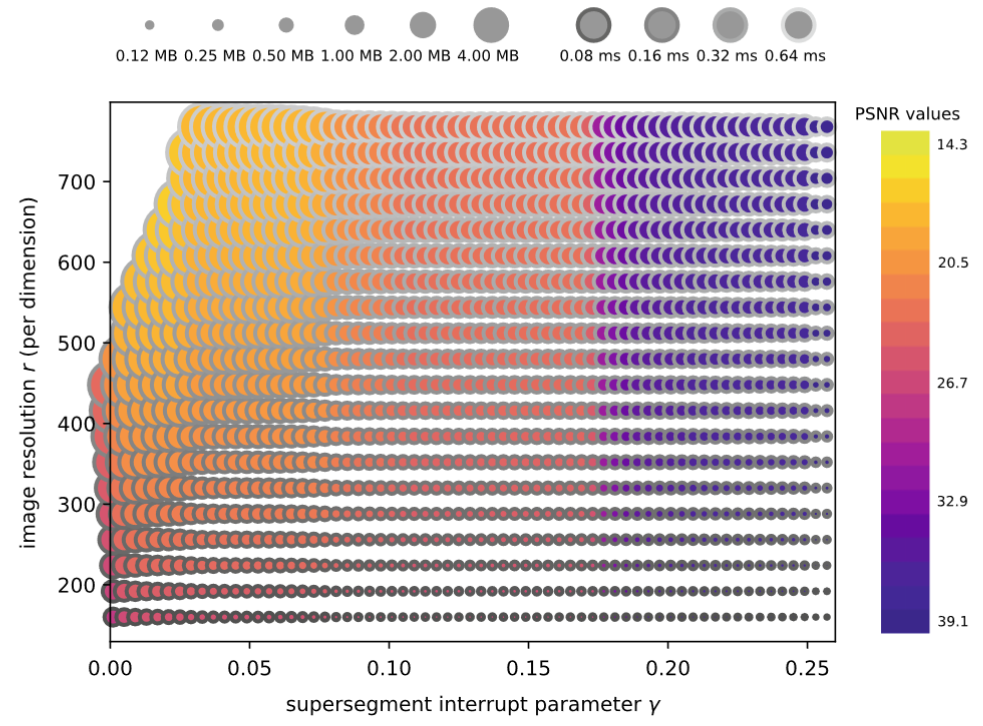 0.12 MB 0.25 MB 0.50 MB 1.00 MB 2.00 MB 4.00 MB 0.08 ms 0.16 ms 0.32 ms 0.64 ms
PSNR values
14.3
20.5
26.7
32.9
39.1
image resolution r (per dimension)
700
600
500
400
300
200
0.00 0.05 0.10 0.15 0.20 0.25
supersegment interrupt parameter γ